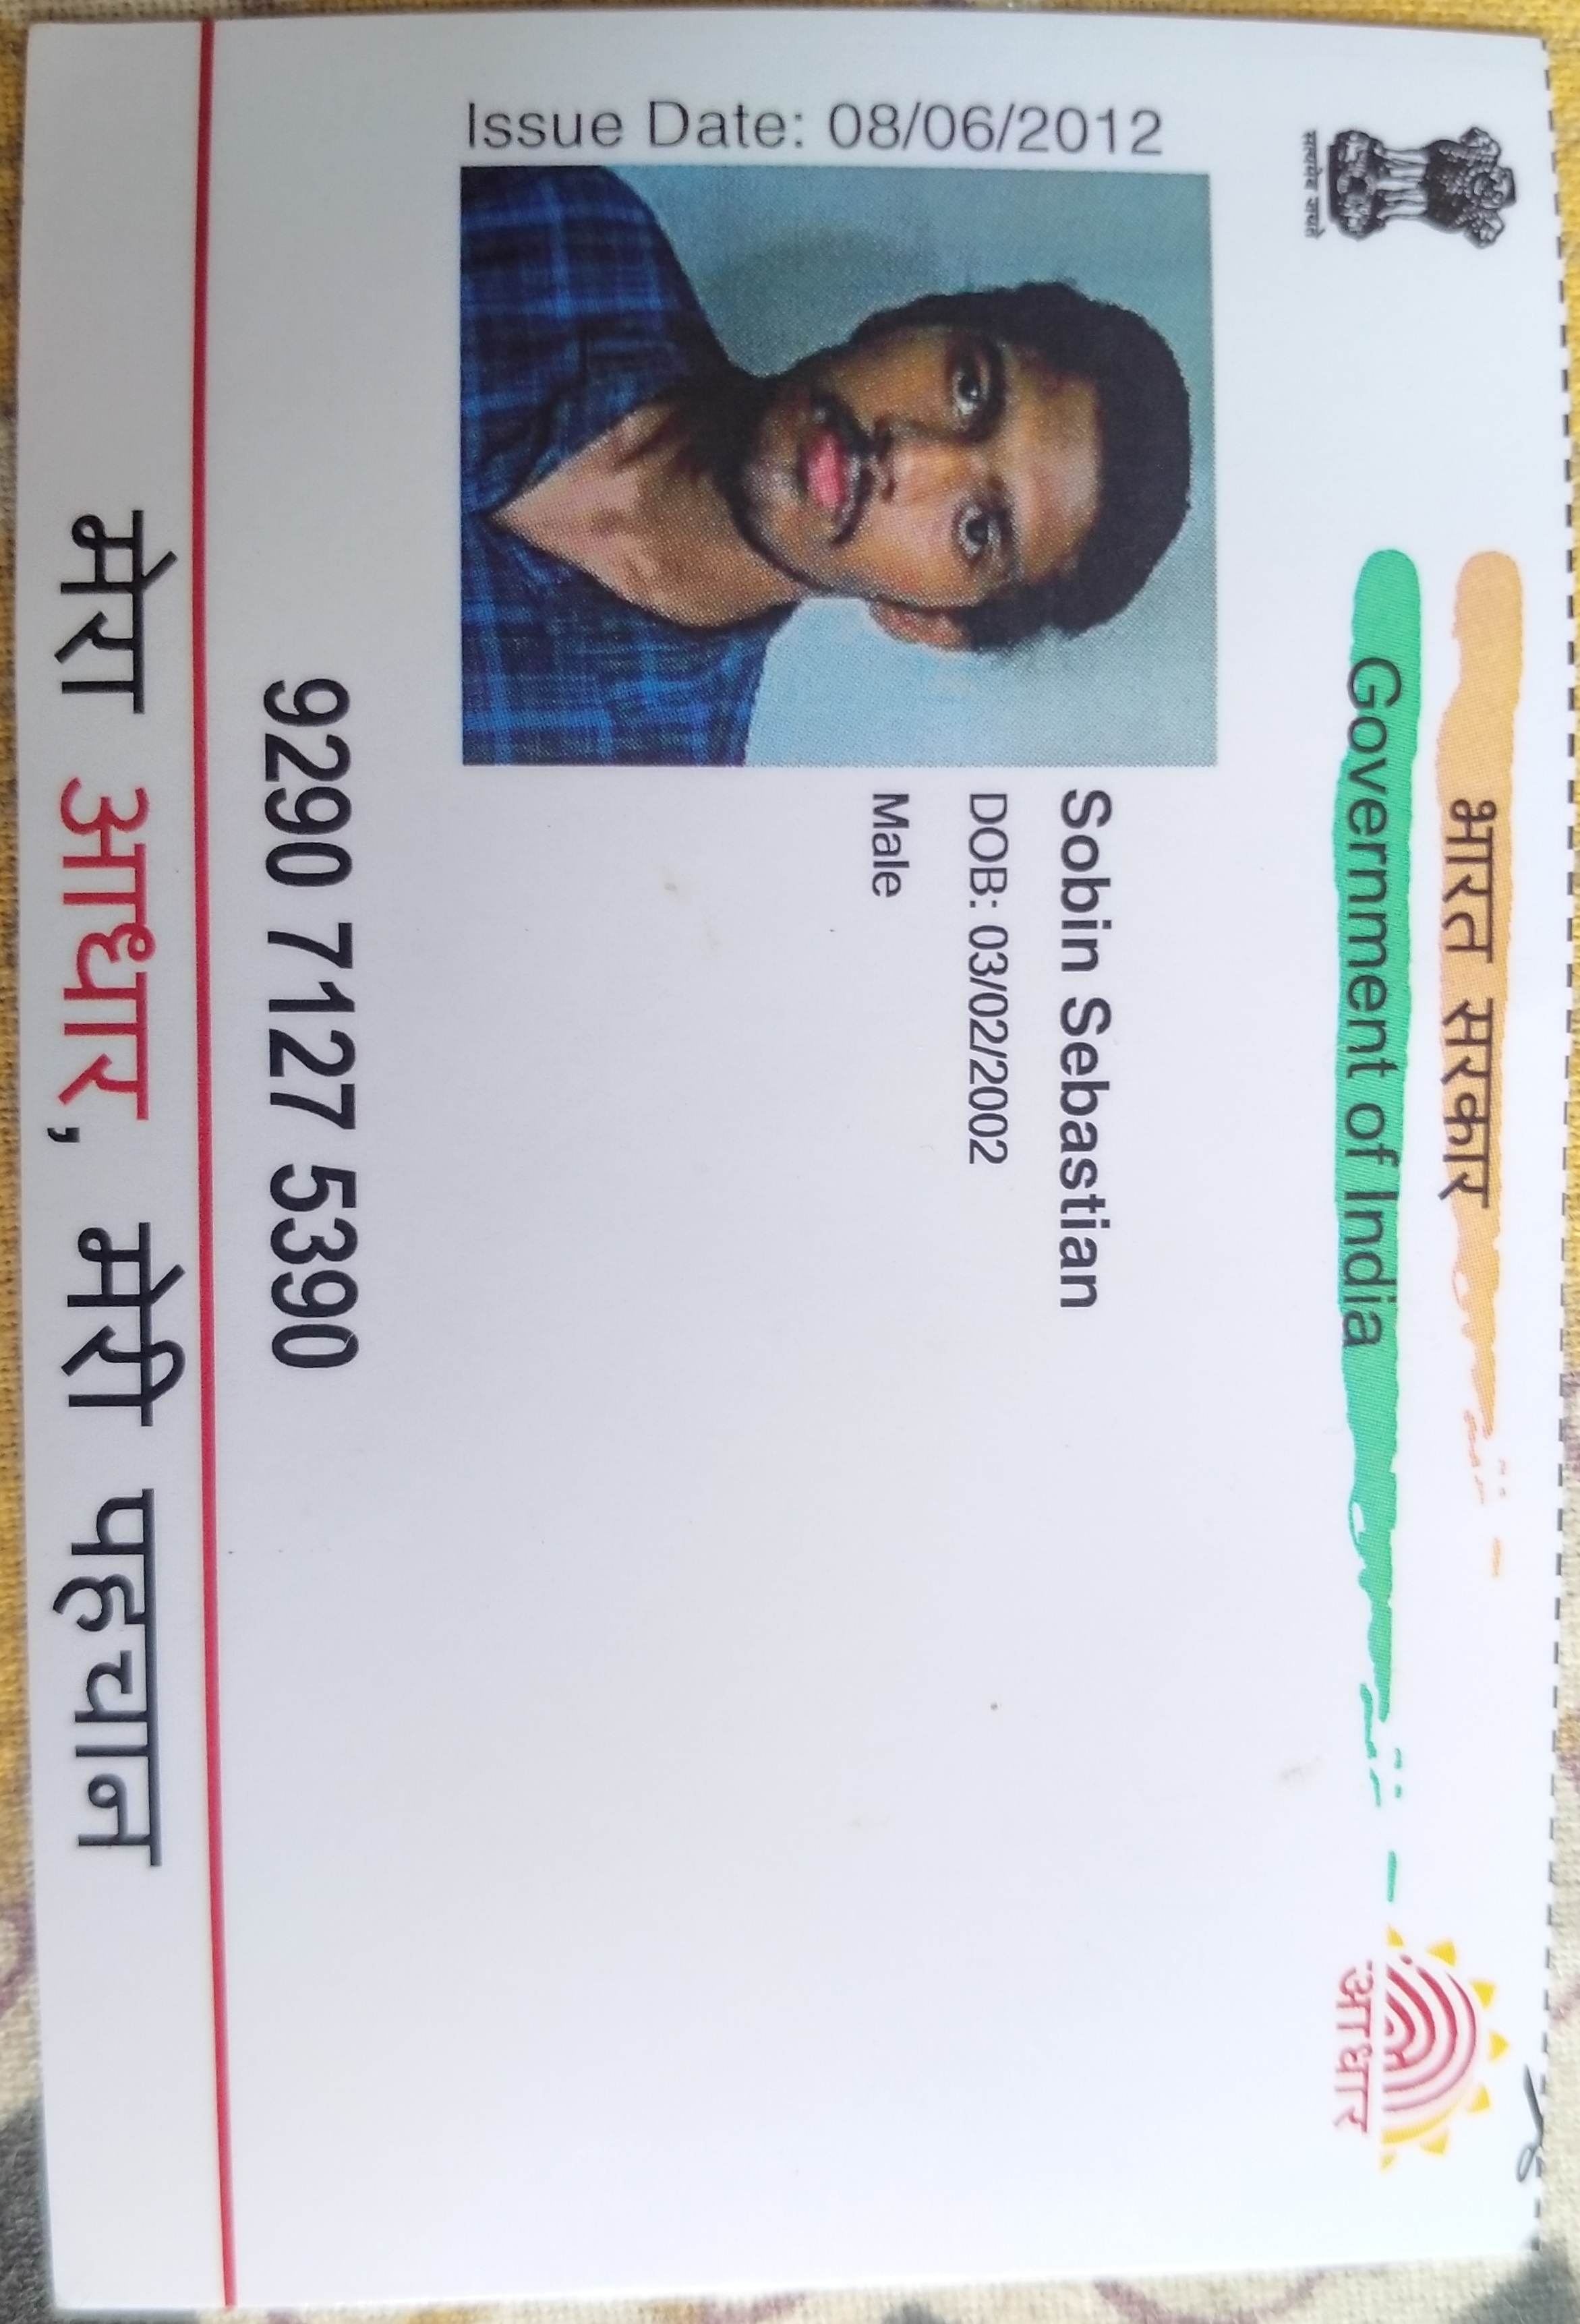 भारत सरकार
Government of India
सत्यमेव जयते
आधार
Issue Date: 08/06/2012
Sobin Sebastian
DOB: 03/02/2002
Male
9290 7127 5390
मेरा आधार, मेरी पहचान